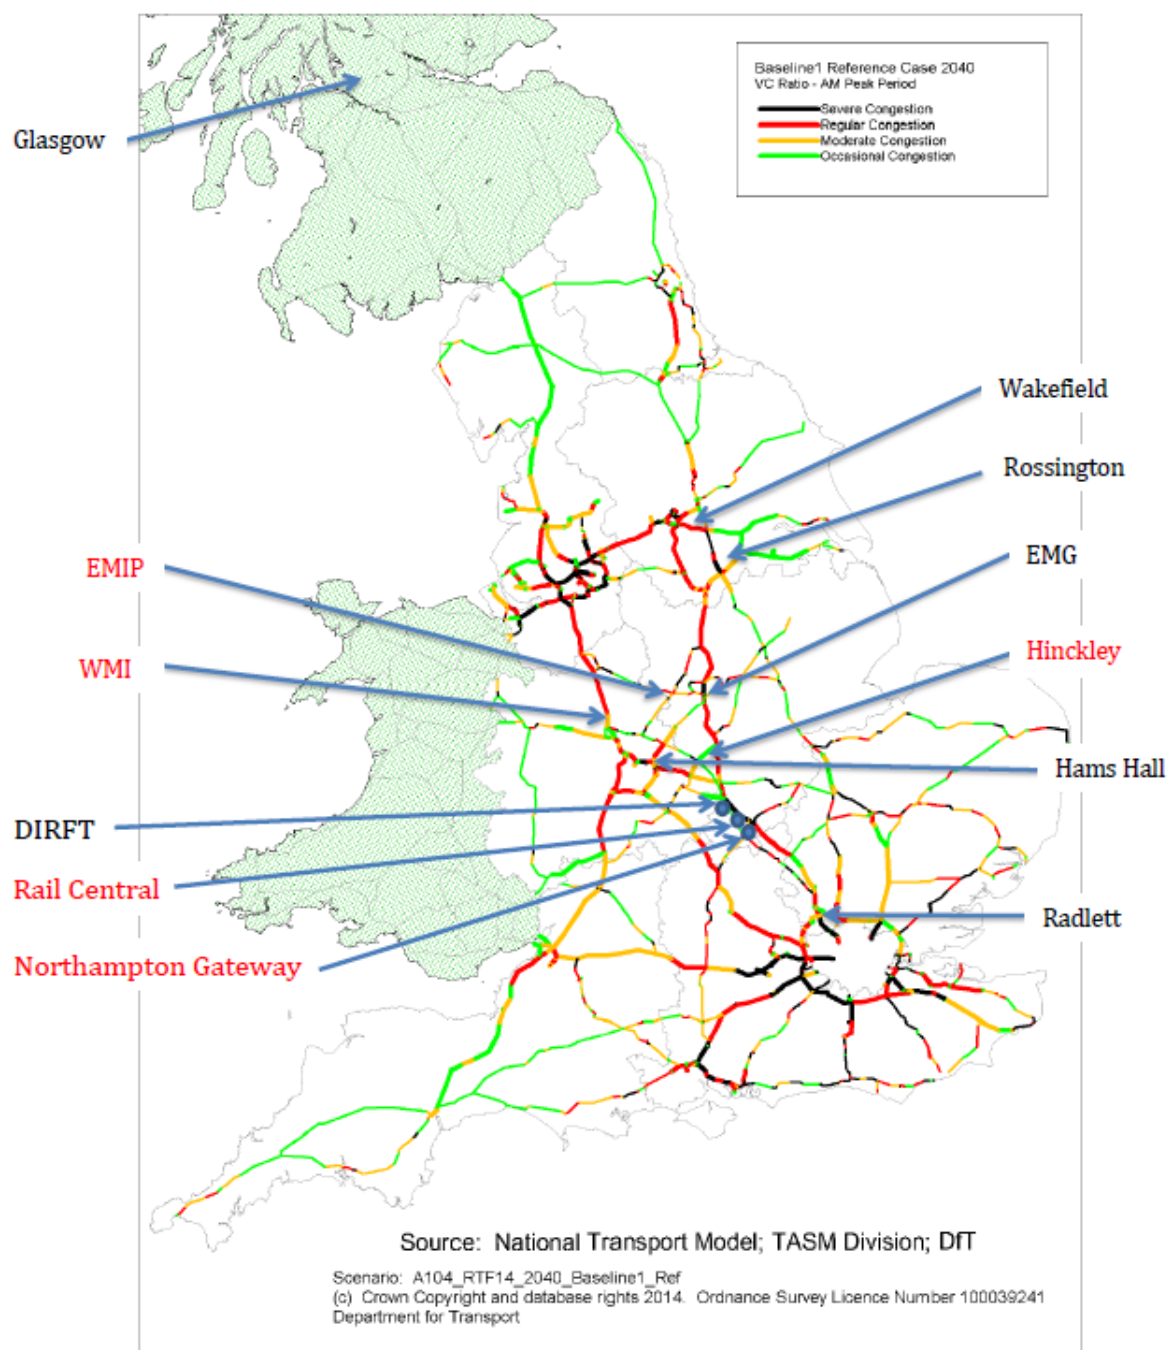 Baseline1 Reference Case 2040
VC Ratio - AM Peak Period
Severe Congestion
Regular Congestion
Moderate Congestion
Occasional Congestion
Glasgow
Wakefield
Rossington
EMG
EMIP
Hinckley
WMI
Hams Hall
DIRFT
Rail Central
Radlett
Northampton Gateway
Source: National Transport Model; TASM Division; DfT
Scenario: A104_RTF14_2040_Baseline1_Ref
(c) Crown Copyright and database rights 2014. Ordnance Survey Licence Number 100039241
Department for Transport